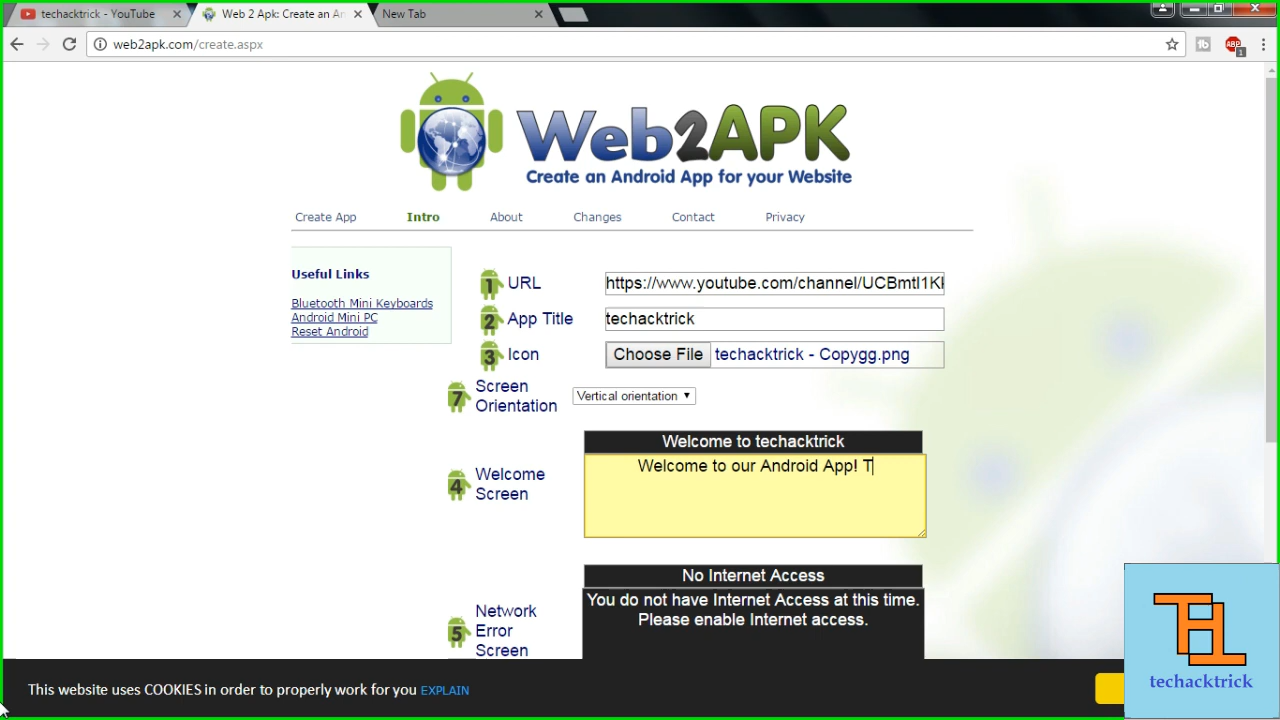 techacktrick - YouTube
Web 2 Apk: Create an An
New Tab
web2apk.com/create.aspx
ABP
1
Web2APK
Create an Android App for your Website
Create App
Intro
About
Changes
Contact
Privacy
Useful Links
Bluetooth Mini Keyboards
Android Mini PC
Reset Android
1 URL
https://www.youtube.com/channel/UCBmtI1K
2 App Title
techacktrick
3 Icon
Choose File techacktrick - Copygg.png
7 Screen Orientation
Vertical orientation
Welcome to techacktrick
4 Welcome Screen
Welcome to our Android App! T
No Internet Access
5 Network Error Screen
You do not have Internet Access at this time.
Please enable Internet access.
This website uses COOKIES in order to properly work for you EXPLAIN
techacktrick